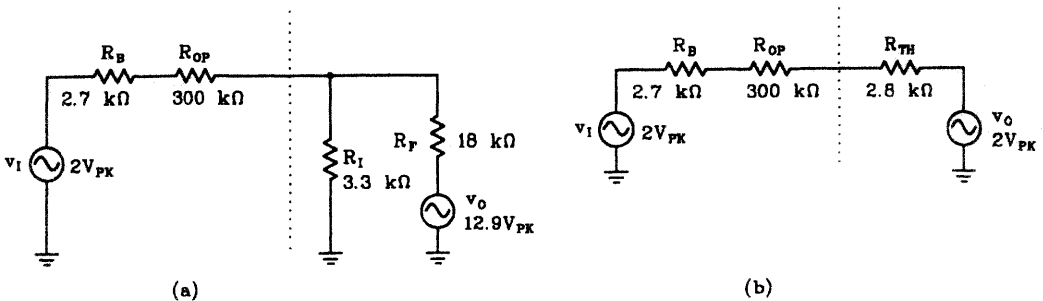 R_B R_OP
2.7 kΩ 300 kΩ
v_I 2V_PK
R_I
3.3 kΩ
R_F 18 kΩ
v_O
12.9V_PK
(a)
R_B R_OP R_TH
2.7 kΩ 300 kΩ 2.8 kΩ
v_I 2V_PK
v_O
2V_PK
(b)